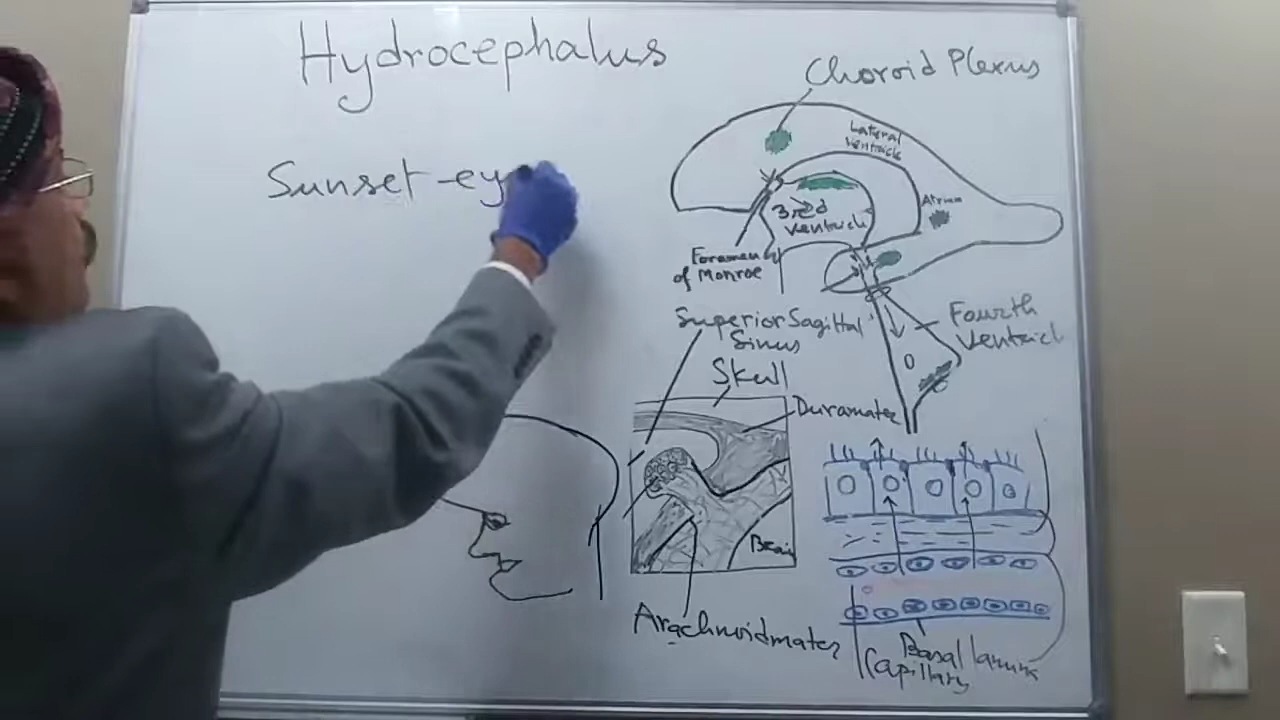 Hydrocephalus
Sunset-ey
Choroid Plexus
Lateral
Ventricle
Atrium
3rd
Ventricle
Foramen
of Monroe
Superior Sagittal
Sinus
Fourth
Ventricl
Skull
Duramater
Brain
Arachnoidmater
Basal lamina
Capillary